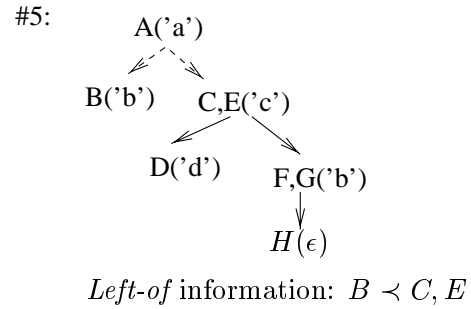 #5:
A('a')
B('b') C,E('c')
D('d') F,G('b')
H(ϵ)
Left-of information: B ≺ C, E